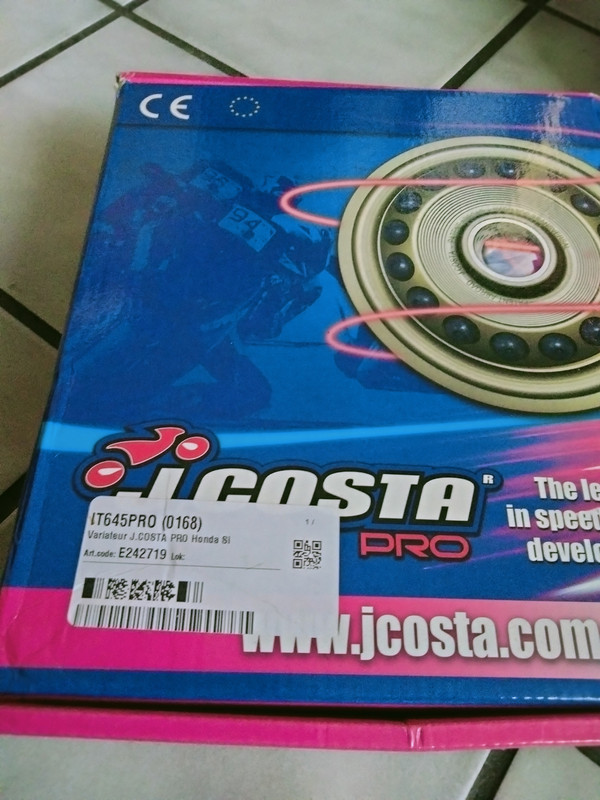 CE
94
J.COSTA®
PRO
The le
in speed
develo
IT645PRO (0168)
1/
Variateur J.COSTA PRO Honda Si
Art.code: E242719 Lok:
www.jcosta.com